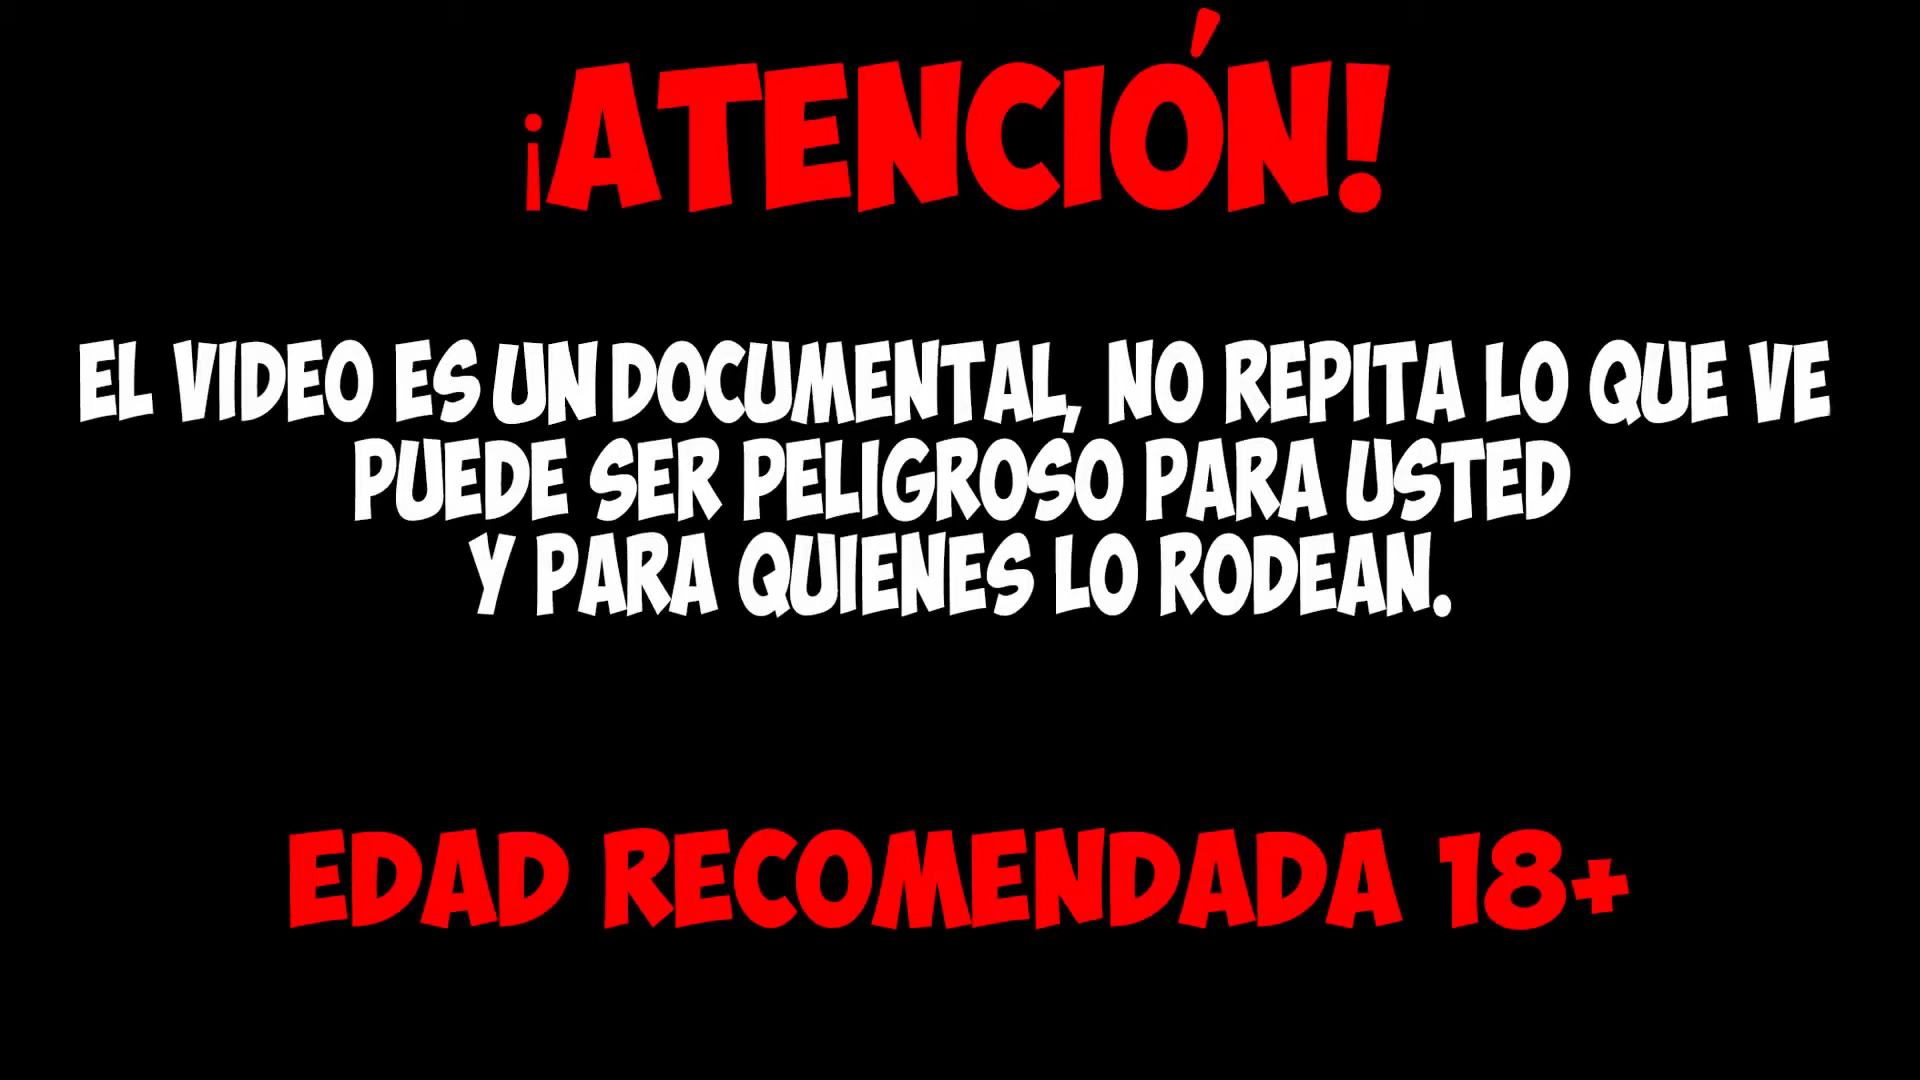 ¡ATENCIÓN!
EL VIDEO ES UN DOCUMENTAL, NO REPITA LO QUE VE
PUEDE SER PELIGROSO PARA USTED
Y PARA QUIENES LO RODEAN.
EDAD RECOMENDADA 18+